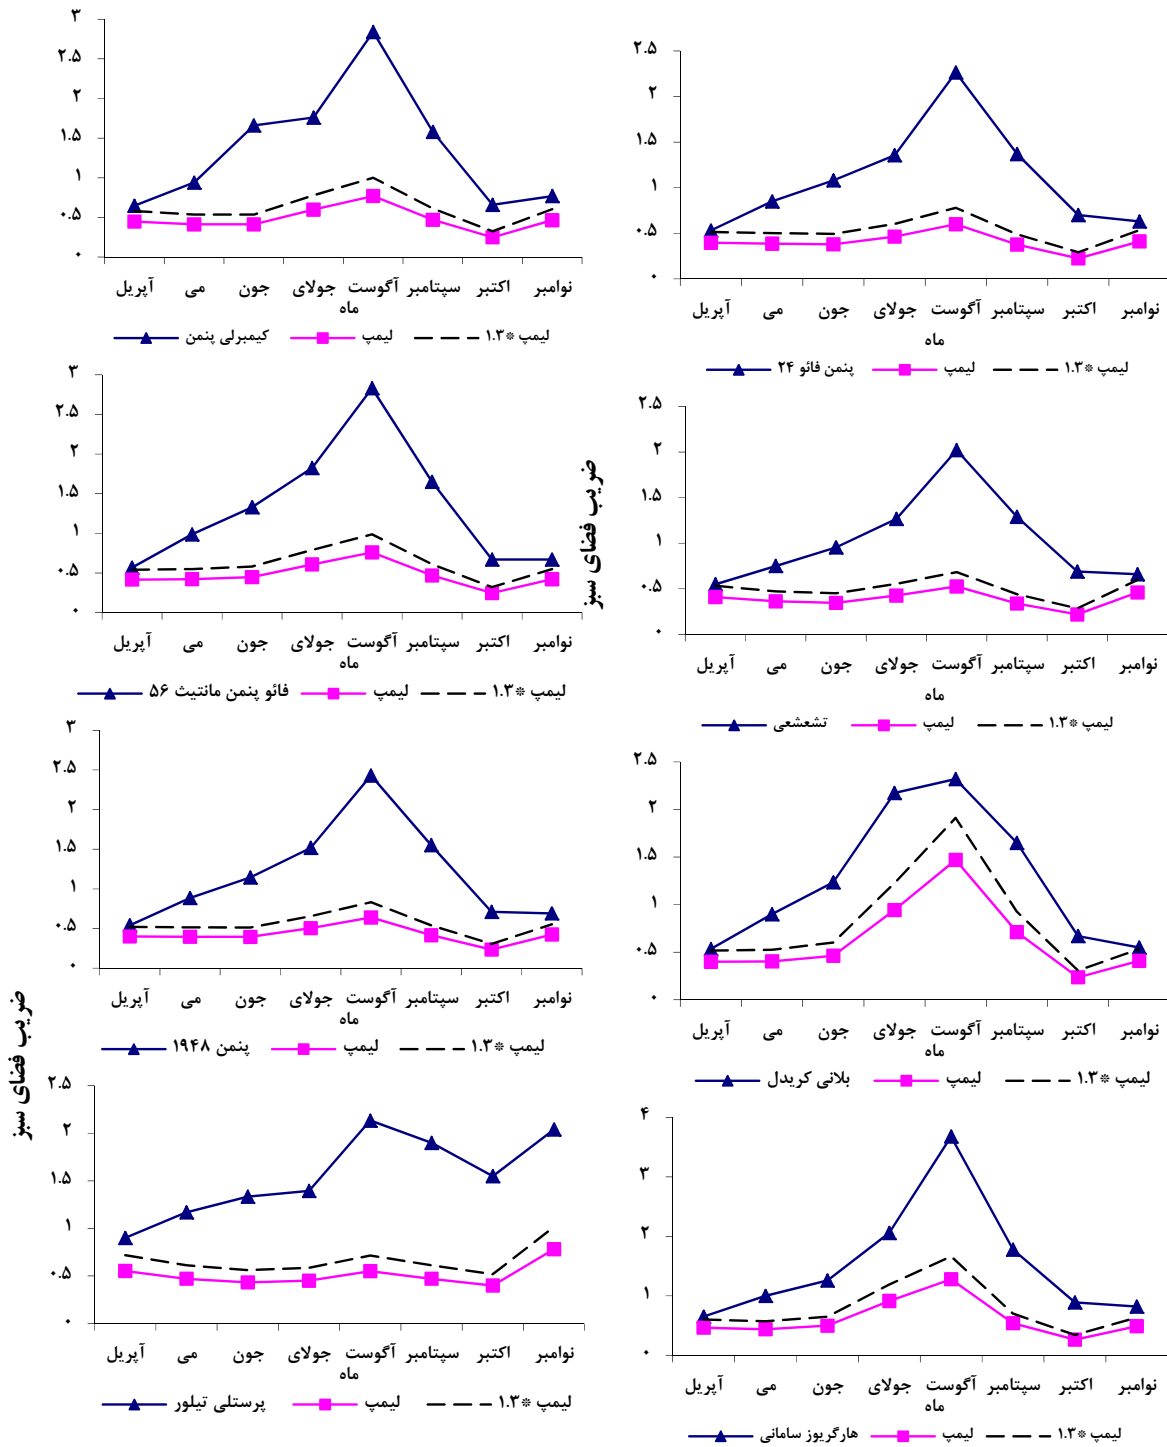 ۳
۲.۵
۲
۱.۵
۱
۰.۵
۰
آپریل می جون جولای آگوست سپتامبر اکتبر نوامبر
ماه
کیمبرلی پنمن لیمپ لیمپ *۱.۳
۳
۲.۵
۲
۱.۵
۱
۰.۵
۰
آپریل می جون جولای آگوست سپتامبر اکتبر نوامبر
ماه
فائو پنمن مانتیث ۵۶ لیمپ لیمپ *۱.۳
۳
۲.۵
۲
۱.۵
۱
۰.۵
۰
آپریل می جون جولای آگوست سپتامبر اکتبر نوامبر
ماه
پنمن ۱۹۴۸ لیمپ لیمپ *۱.۳
ضریب فضای سبز
۲.۵
۲
۱.۵
۱
۰.۵
۰
آپریل می جون جولای آگوست سپتامبر اکتبر نوامبر
ماه
پرستلی تیلور لیمپ لیمپ *۱.۳
۲.۵
۲
۱.۵
۱
۰.۵
۰
آپریل می جون جولای آگوست سپتامبر اکتبر نوامبر
ماه
پنمن فائو ۲۴ لیمپ لیمپ *۱.۳
ضریب فضای سبز
۲.۵
۲
۱.۵
۱
۰.۵
۰
آپریل می جون جولای آگوست سپتامبر اکتبر نوامبر
ماه
تشعشعی لیمپ لیمپ *۱.۳
۲.۵
۲
۱.۵
۱
۰.۵
۰
آپریل می جون جولای آگوست سپتامبر اکتبر نوامبر
ماه
بلانی کریدل لیمپ لیمپ *۱.۳
۴
۳
۲
۱
۰
آپریل می جون جولای آگوست سپتامبر اکتبر نوامبر
ماه
هارگریوز سامانی لیمپ لیمپ *۱.۳